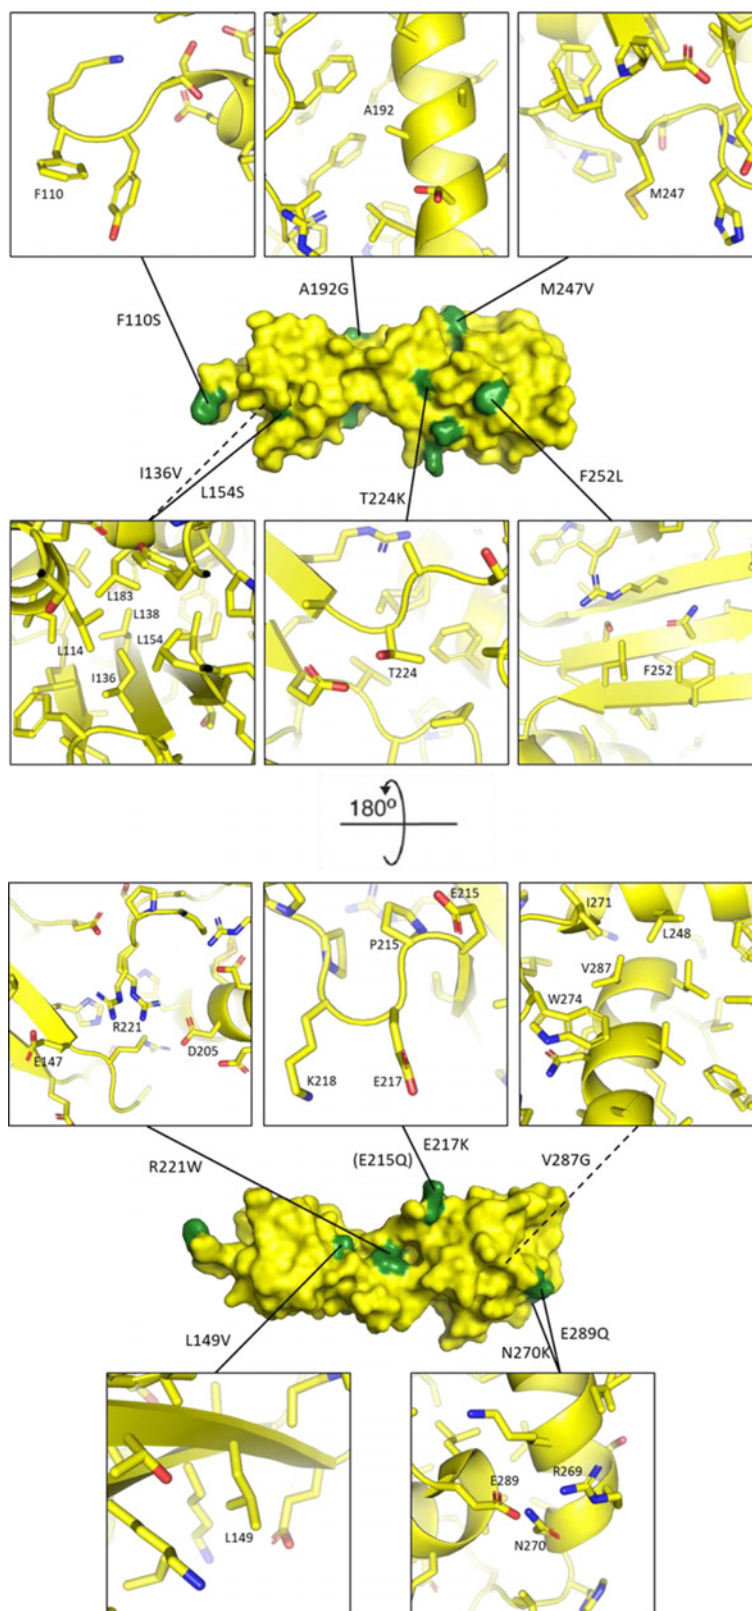 F110
A192
M247
A192G
M247V
F110S
I136V
L154S
T224K
F252L
L183
L138
L114
L154
I136
T224
F252
180º
E215
P215
I271
L248
V287
W274
R221
E147
D205
K218
E217
E217K
R221W
(E215Q)
V287G
L149V
E289Q
N270K
E289
R269
L149
N270